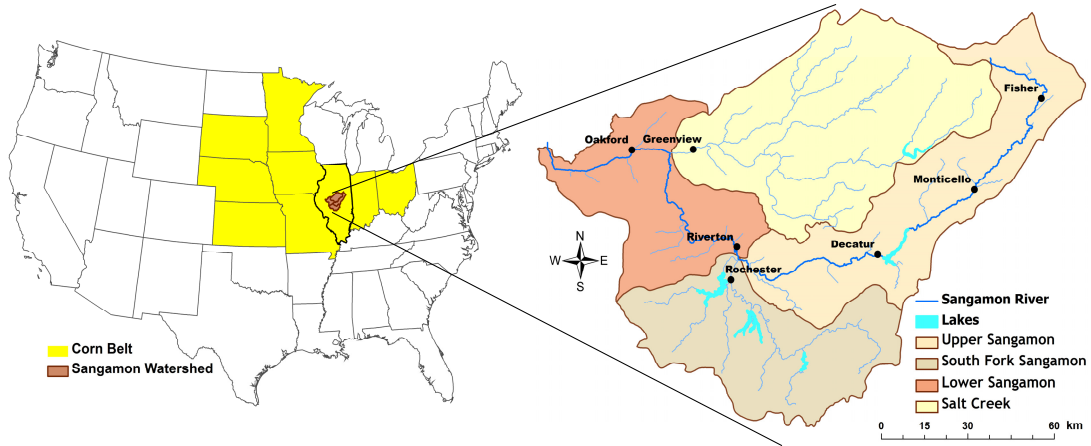 Corn Belt
Sangamon Watershed
Fisher
Oakford
Greenview
Monticello
Riverton
Decatur
Rochester
N
W E
S
Sangamon River
Lakes
Upper Sangamon
South Fork Sangamon
Lower Sangamon
Salt Creek
0 15 30 60 km